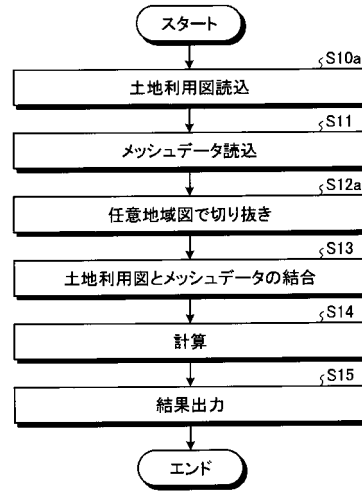 スタート
S10a
土地利用図読込
S11
メッシュデータ読込
S12a
任意地域図で切り抜き
S13
土地利用図とメッシュデータの結合
S14
計算
S15
結果出力
エンド